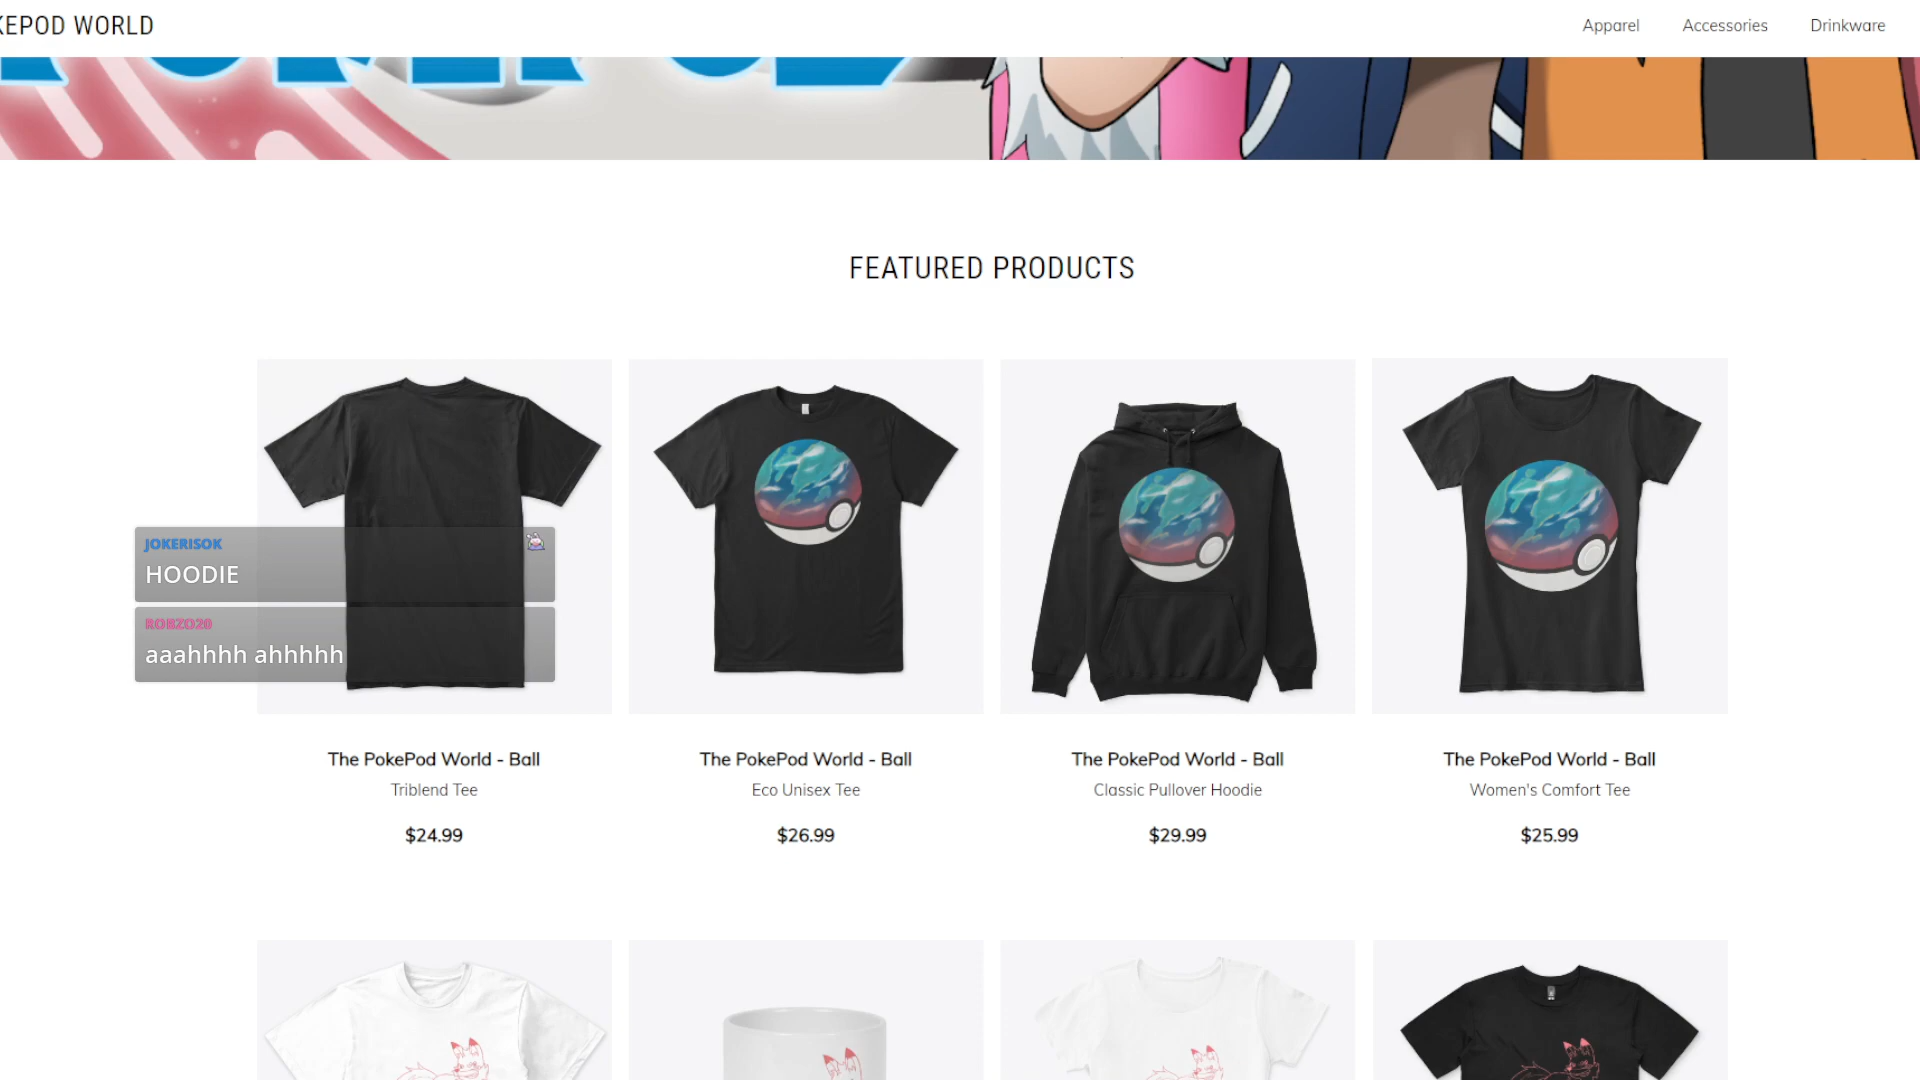 KEPOD WORLD
Apparel
Accessories
Drinkware
FEATURED PRODUCTS
JOKERISOK
HOODIE
ROBZO20
aaahhhh ahhhhh
The PokePod World - Ball
Triblend Tee
$24.99
The PokePod World - Ball
Eco Unisex Tee
$26.99
The PokePod World - Ball
Classic Pullover Hoodie
$29.99
The PokePod World - Ball
Women's Comfort Tee
$25.99